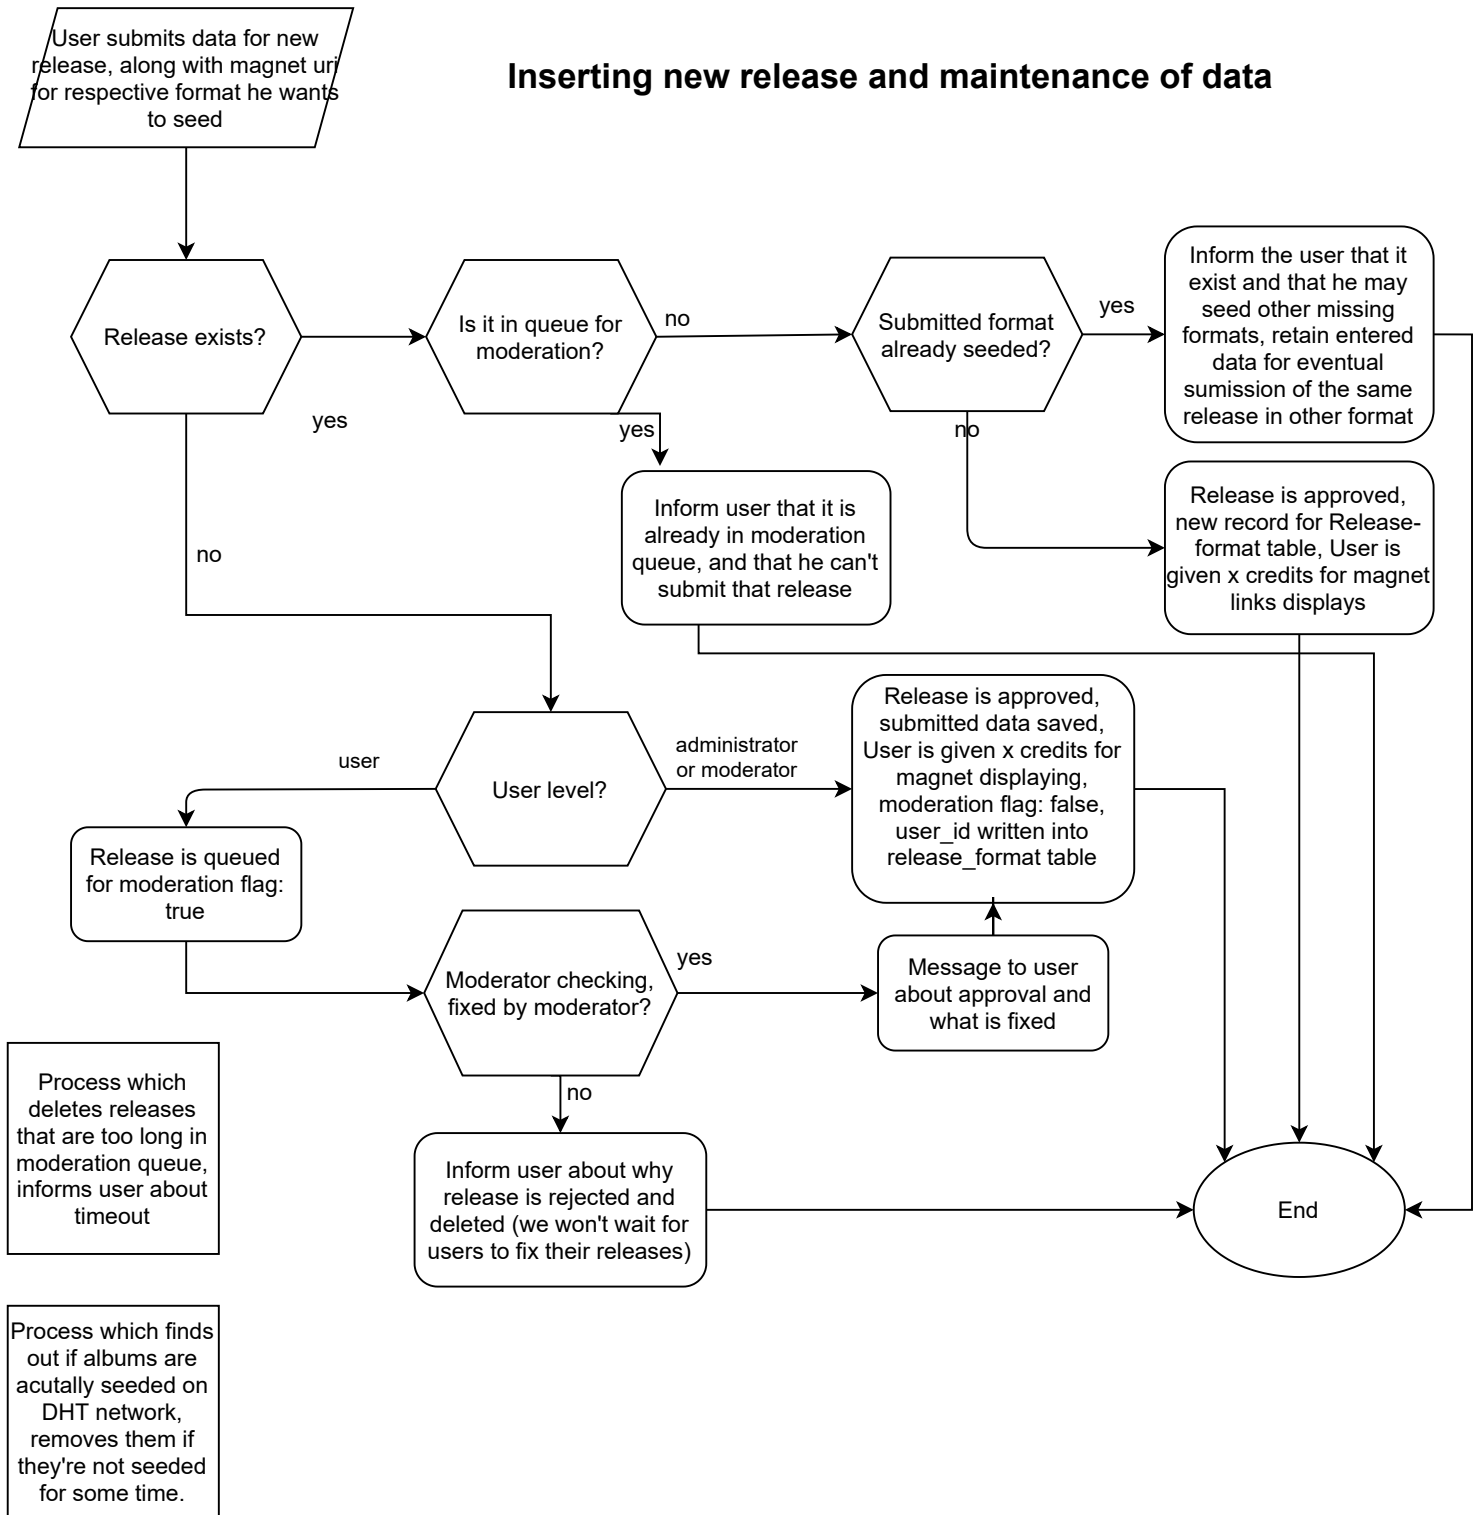 User submits data for new
release, along with magnet uri
for respective format he wants
to seed
Inserting new release and maintenance of data
Release exists?
yes
no
Is it in queue for
moderation?
no
yes
Submitted format
already seeded?
yes
no
Inform the user that it
exist and that he may
seed other missing
formats, retain entered
data for eventual
sumission of the same
release in other format
Inform user that it is
already in moderation
queue, and that he can't
submit that release
Release is approved,
new record for Release-
format table, User is
given x credits for magnet
links displays
User level?
user
administrator
or moderator
Release is approved,
submitted data saved,
User is given x credits for
magnet displaying,
moderation flag: false,
user_id written into
release_format table
Release is queued
for moderation flag:
true
Moderator checking,
fixed by moderator?
yes
no
Message to user
about approval and
what is fixed
Process which
deletes releases
that are too long in
moderation queue,
informs user about
timeout
Inform user about why
release is rejected and
deleted (we won't wait for
users to fix their releases)
End
Process which finds
out if albums are
acutally seeded on
DHT network,
removes them if
they're not seeded
for some time.